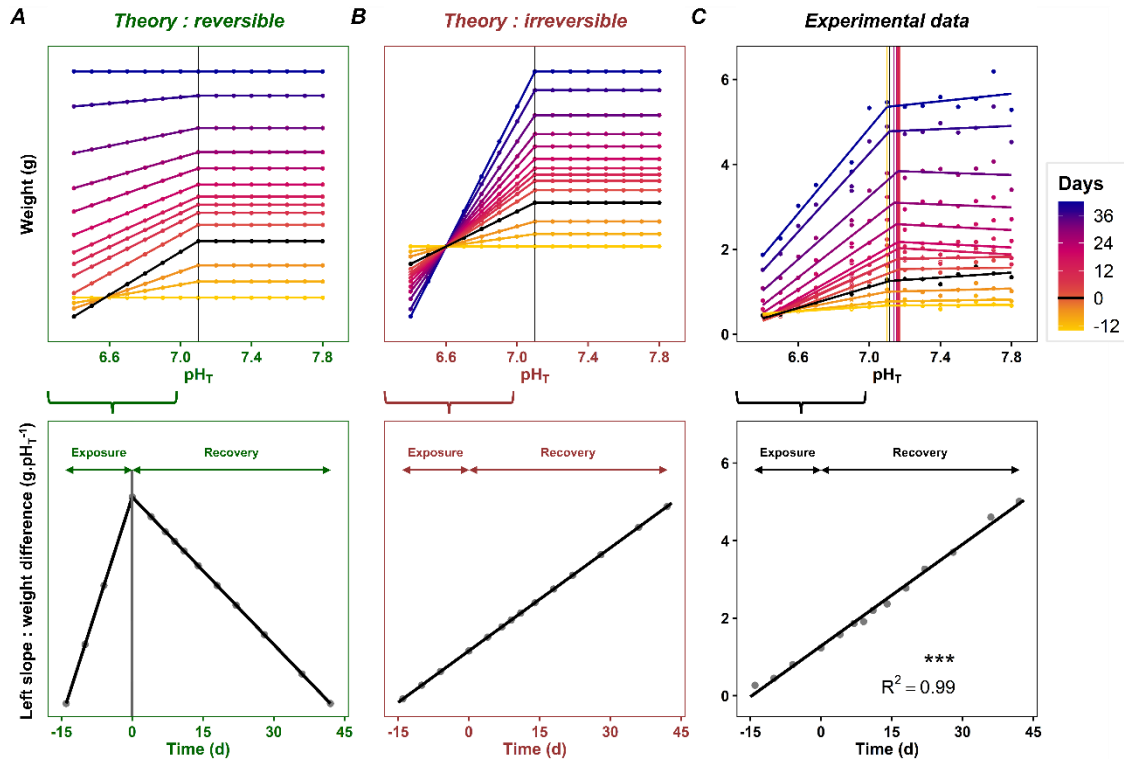 A Theory : reversible
B Theory : irreversible
C Experimental data
Weight (g)
6
4
2
0
6.6 7.0 7.4 7.8
pHT
6.6 7.0 7.4 7.8
pHT
6.6 7.0 7.4 7.8
pHT
Days
36
24
12
0
-12
Left slope : weight difference (g.pHT-1)
Exposure Recovery
Exposure Recovery
Exposure Recovery
6
4
2
0
***
R2 = 0.99
-15 0 15 30 45
Time (d)
-15 0 15 30 45
Time (d)
-15 0 15 30 45
Time (d)